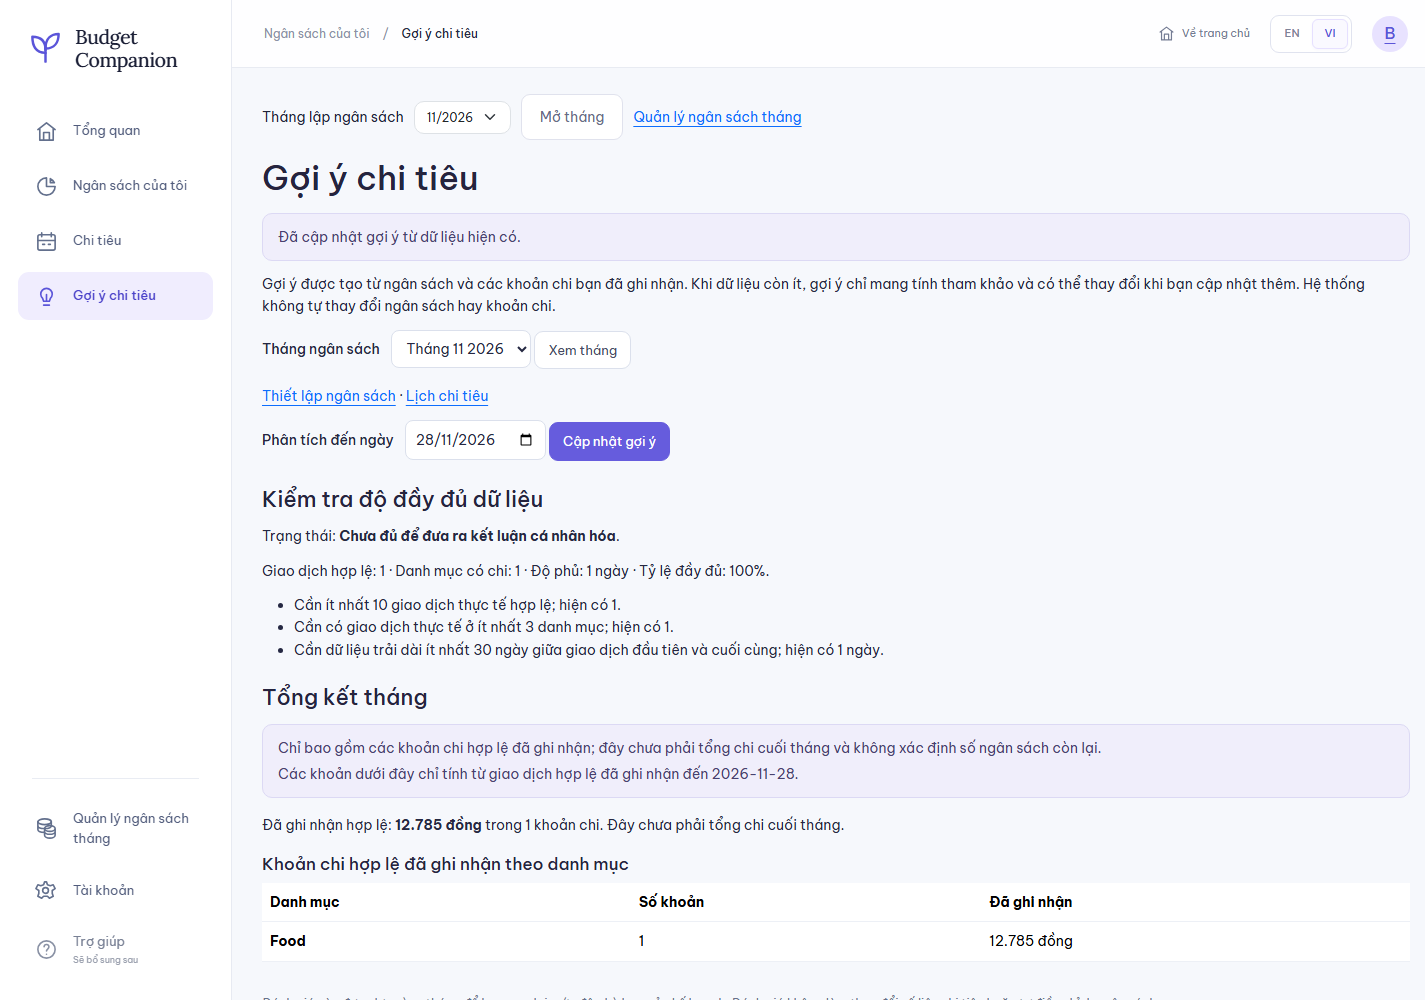 Budget
Companion
Tổng quan
Ngân sách của tôi
Chi tiêu
Gợi ý chi tiêu
Quản lý ngân sách
tháng
Tài khoản
Trợ giúp
Sẽ bổ sung sau
Ngân sách của tôi / Gợi ý chi tiêu
Về trang chủ EN VI B
Tháng lập ngân sách 11/2026 Mở tháng Quản lý ngân sách tháng
Gợi ý chi tiêu
Đã cập nhật gợi ý từ dữ liệu hiện có.
Gợi ý được tạo từ ngân sách và các khoản chi bạn đã ghi nhận. Khi dữ liệu còn ít, gợi ý chỉ mang tính tham khảo và có thể thay đổi khi bạn cập nhật thêm. Hệ thống
không tự thay đổi ngân sách hay khoản chi.
Tháng ngân sách Tháng 11 2026 Xem tháng
Thiết lập ngân sách · Lịch chi tiêu
Phân tích đến ngày 28/11/2026 Cập nhật gợi ý
Kiểm tra độ đầy đủ dữ liệu
Trạng thái: Chưa đủ để đưa ra kết luận cá nhân hóa.
Giao dịch hợp lệ: 1 · Danh mục có chi: 1 · Độ phủ: 1 ngày · Tỷ lệ đầy đủ: 100%.
• Cần ít nhất 10 giao dịch thực tế hợp lệ; hiện có 1.
• Cần có giao dịch thực tế ở ít nhất 3 danh mục; hiện có 1.
• Cần dữ liệu trải dài ít nhất 30 ngày giữa giao dịch đầu tiên và cuối cùng; hiện có 1 ngày.
Tổng kết tháng
Chỉ bao gồm các khoản chi hợp lệ đã ghi nhận; đây chưa phải tổng chi cuối tháng và không xác định số ngân sách còn lại.
Các khoản dưới đây chỉ tính từ giao dịch hợp lệ đã ghi nhận đến 2026-11-28.
Đã ghi nhận hợp lệ: 12.785 đồng trong 1 khoản chi. Đây chưa phải tổng chi cuối tháng.
Khoản chi hợp lệ đã ghi nhận theo danh mục
Danh mục Số khoản Đã ghi nhận
Food 1 12.785 đồng